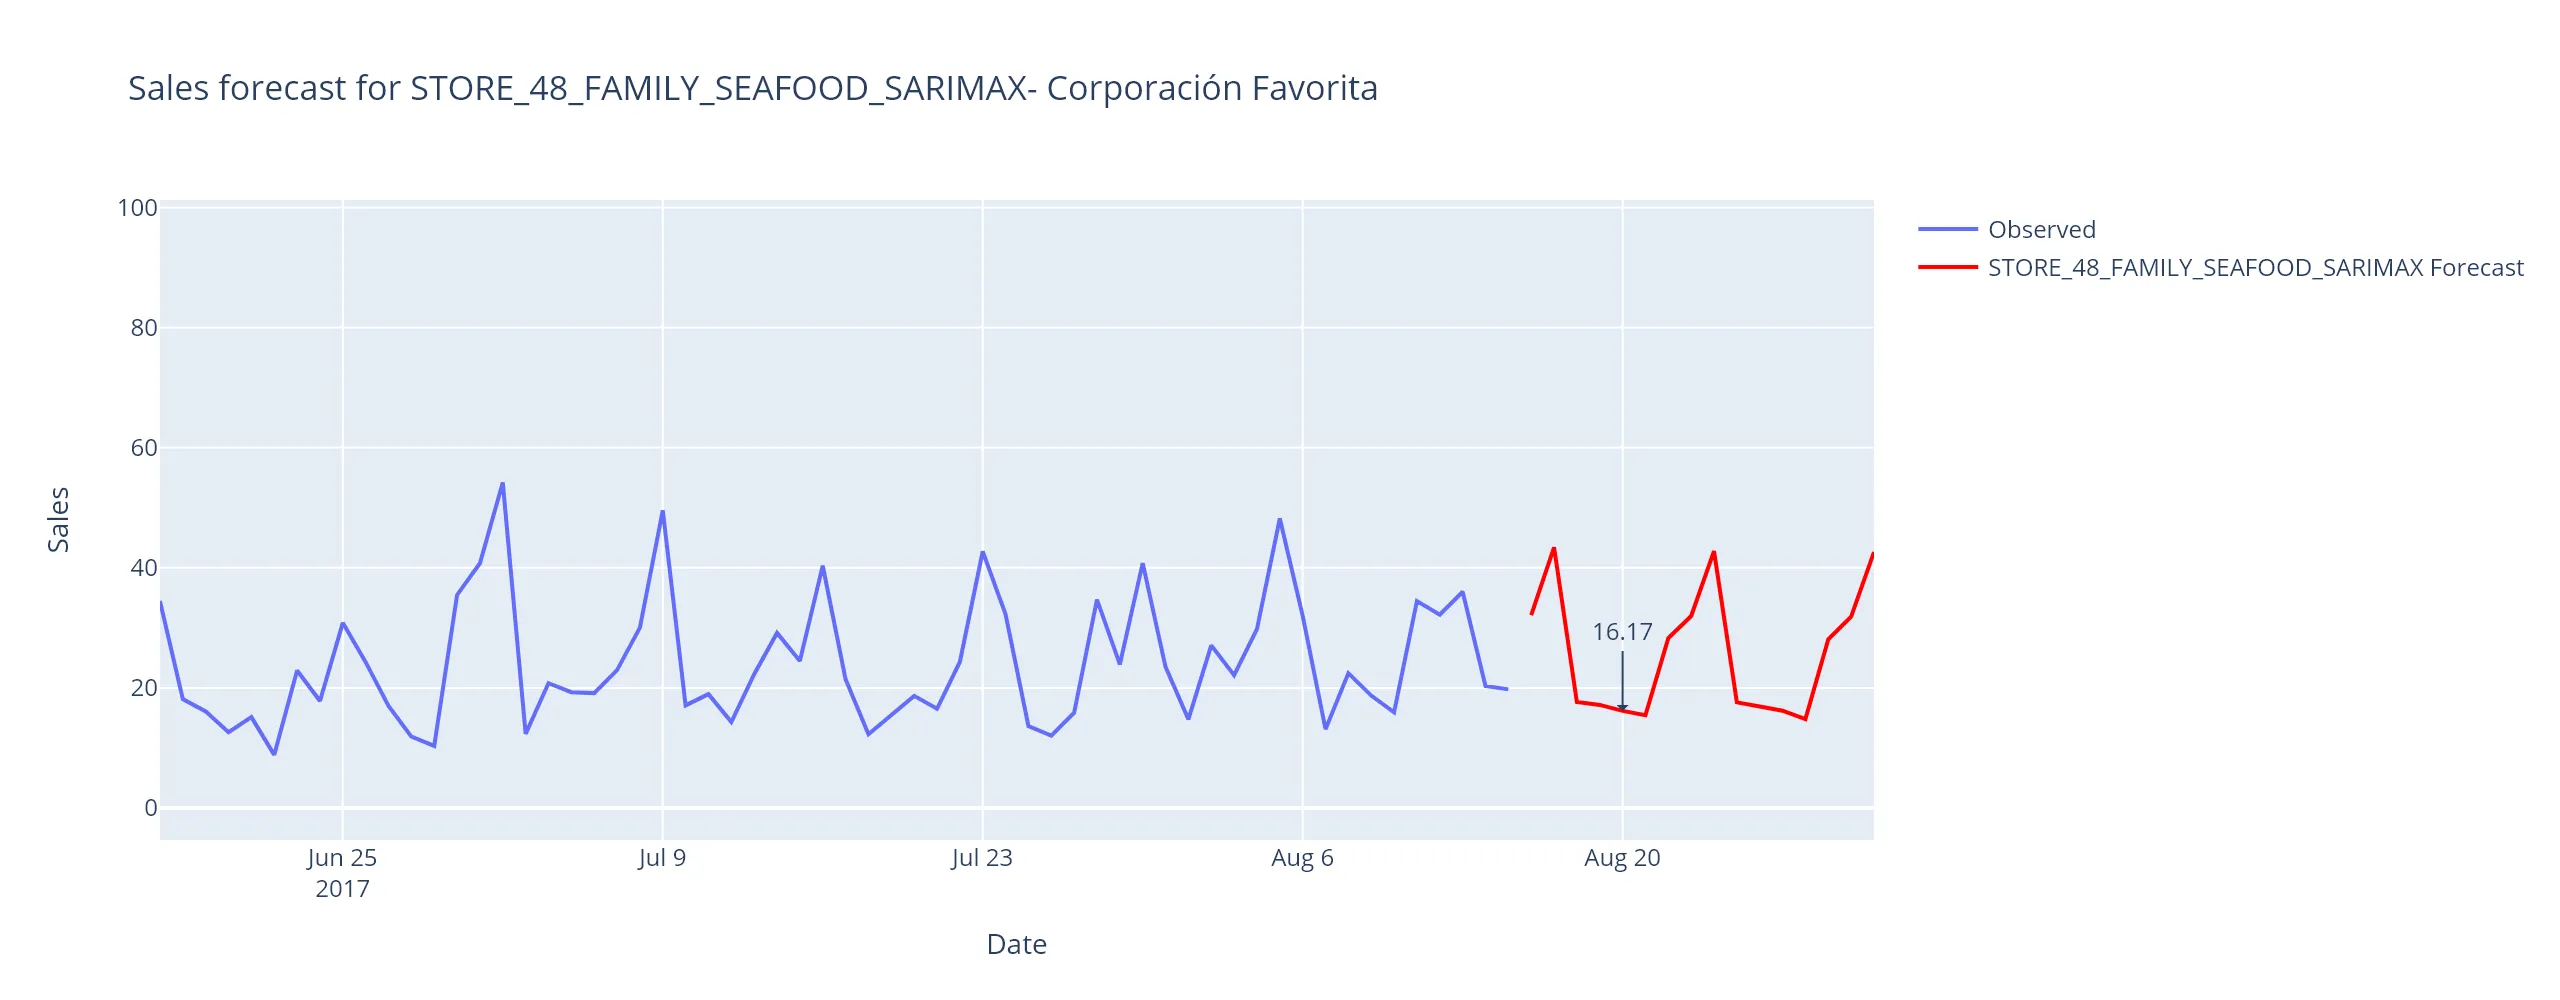 Sales forecast for STORE_48_FAMILY_SEAFOOD_SARIMAX- Corporación Favorita
100
80
60
40
20
0
Sales
16.17
Jun 25
2017
Jul 9
Jul 23
Aug 6
Aug 20
Date
Observed
STORE_48_FAMILY_SEAFOOD_SARIMAX Forecast